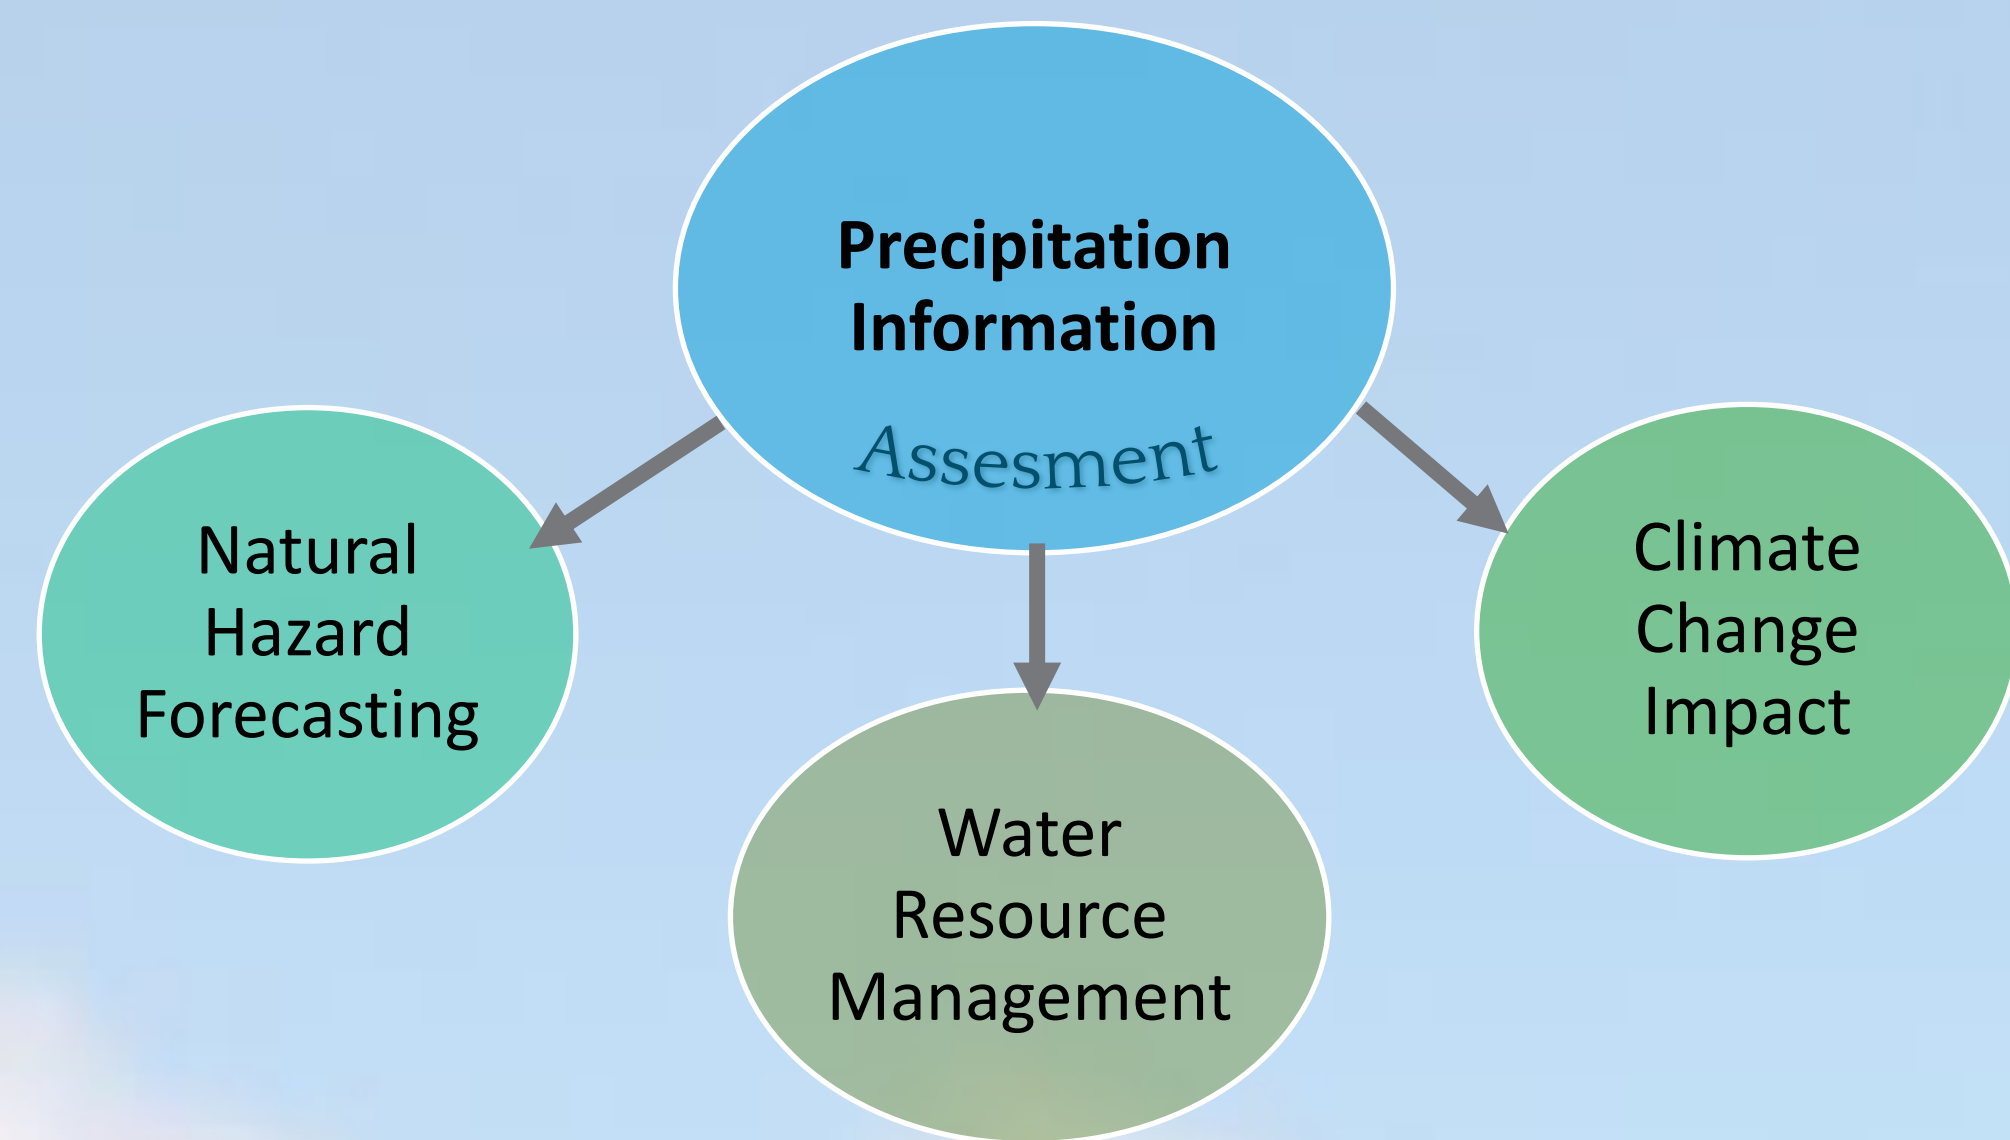 Precipitation
Information
Assesment
Natural
Hazard
Forecasting
Water
Resource
Management
Climate
Change
Impact